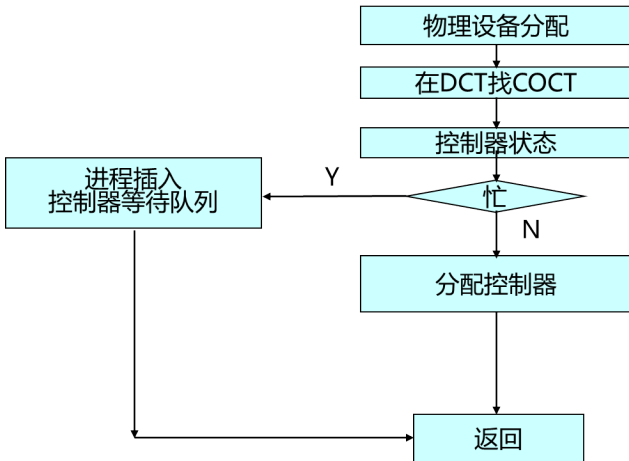 物理设备分配
在DCT找COCT
控制器状态
进程插入
控制器等待队列
Y
忙
N
分配控制器
返回